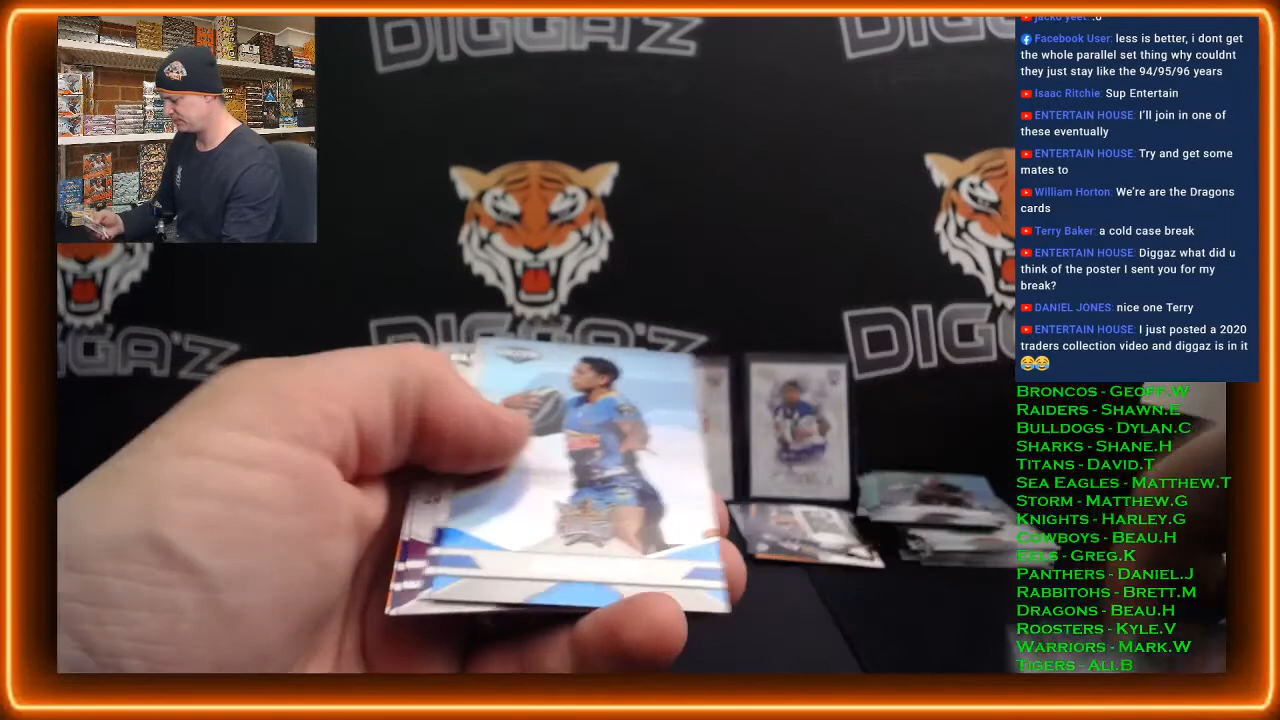 DIGGA'Z
DIGGA'Z
DIGGA'Z
jacko yeet: :0
Facebook User: less is better, i dont get
the whole parallel set thing why couldnt
they just stay like the 94/95/96 years
Isaac Ritchie: Sup Entertain
ENTERTAIN HOUSE: I'll join in one of
these eventually
ENTERTAIN HOUSE: Try and get some
mates to
William Horton: We're are the Dragons
cards
Terry Baker: a cold case break
ENTERTAIN HOUSE: Diggaz what did u
think of the poster I sent you for my
break?
DANIEL JONES: nice one Terry
ENTERTAIN HOUSE: I just posted a 2020
traders collection video and diggaz is in it
😂😂
BRONCOS - GEOFF.W
RAIDERS - SHAWN.E
BULLDOGS - DYLAN.C
SHARKS - SHANE.H
TITANS - DAVID.T
SEA EAGLES - MATTHEW.T
STORM - MATTHEW.G
KNIGHTS - HARLEY.G
COWBOYS - BEAU.H
EELS - GREG.K
PANTHERS - DANIEL.J
RABBITOHS - BRETT.M
DRAGONS - BEAU.H
ROOSTERS - KYLE.V
WARRIORS - MARK.W
TIGERS - ALI.B